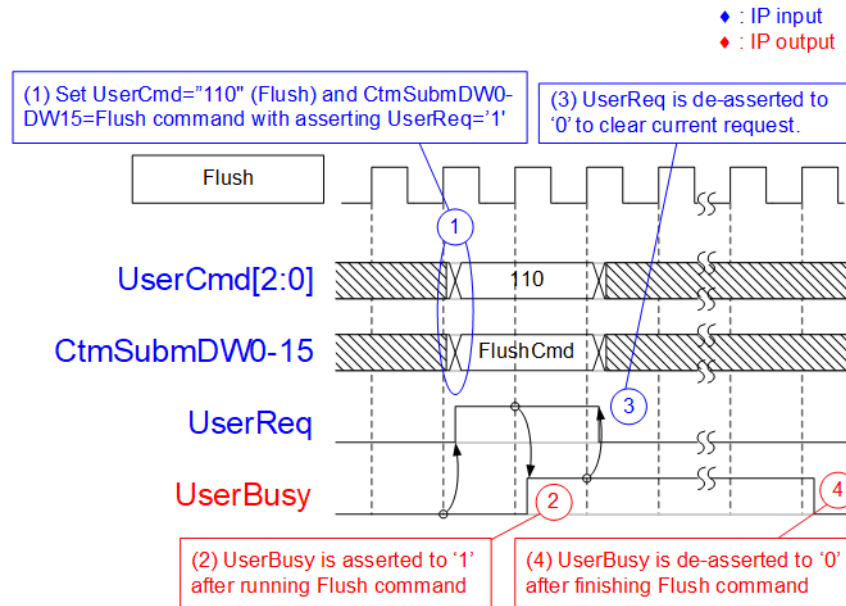 ♦ : IP input
♦ : IP output
(1) Set UserCmd="110" (Flush) and CtmSubmDW0-
DW15=Flush command with asserting UserReq='1'
(3) UserReq is de-asserted to
'0' to clear current request.
Flush
1
UserCmd[2:0]
110
CtmSubmDW0-15
FlushCmd
UserReq
3
UserBusy
2
4
(2) UserBusy is asserted to '1'
after running Flush command
(4) UserBusy is de-asserted to '0'
after finishing Flush command